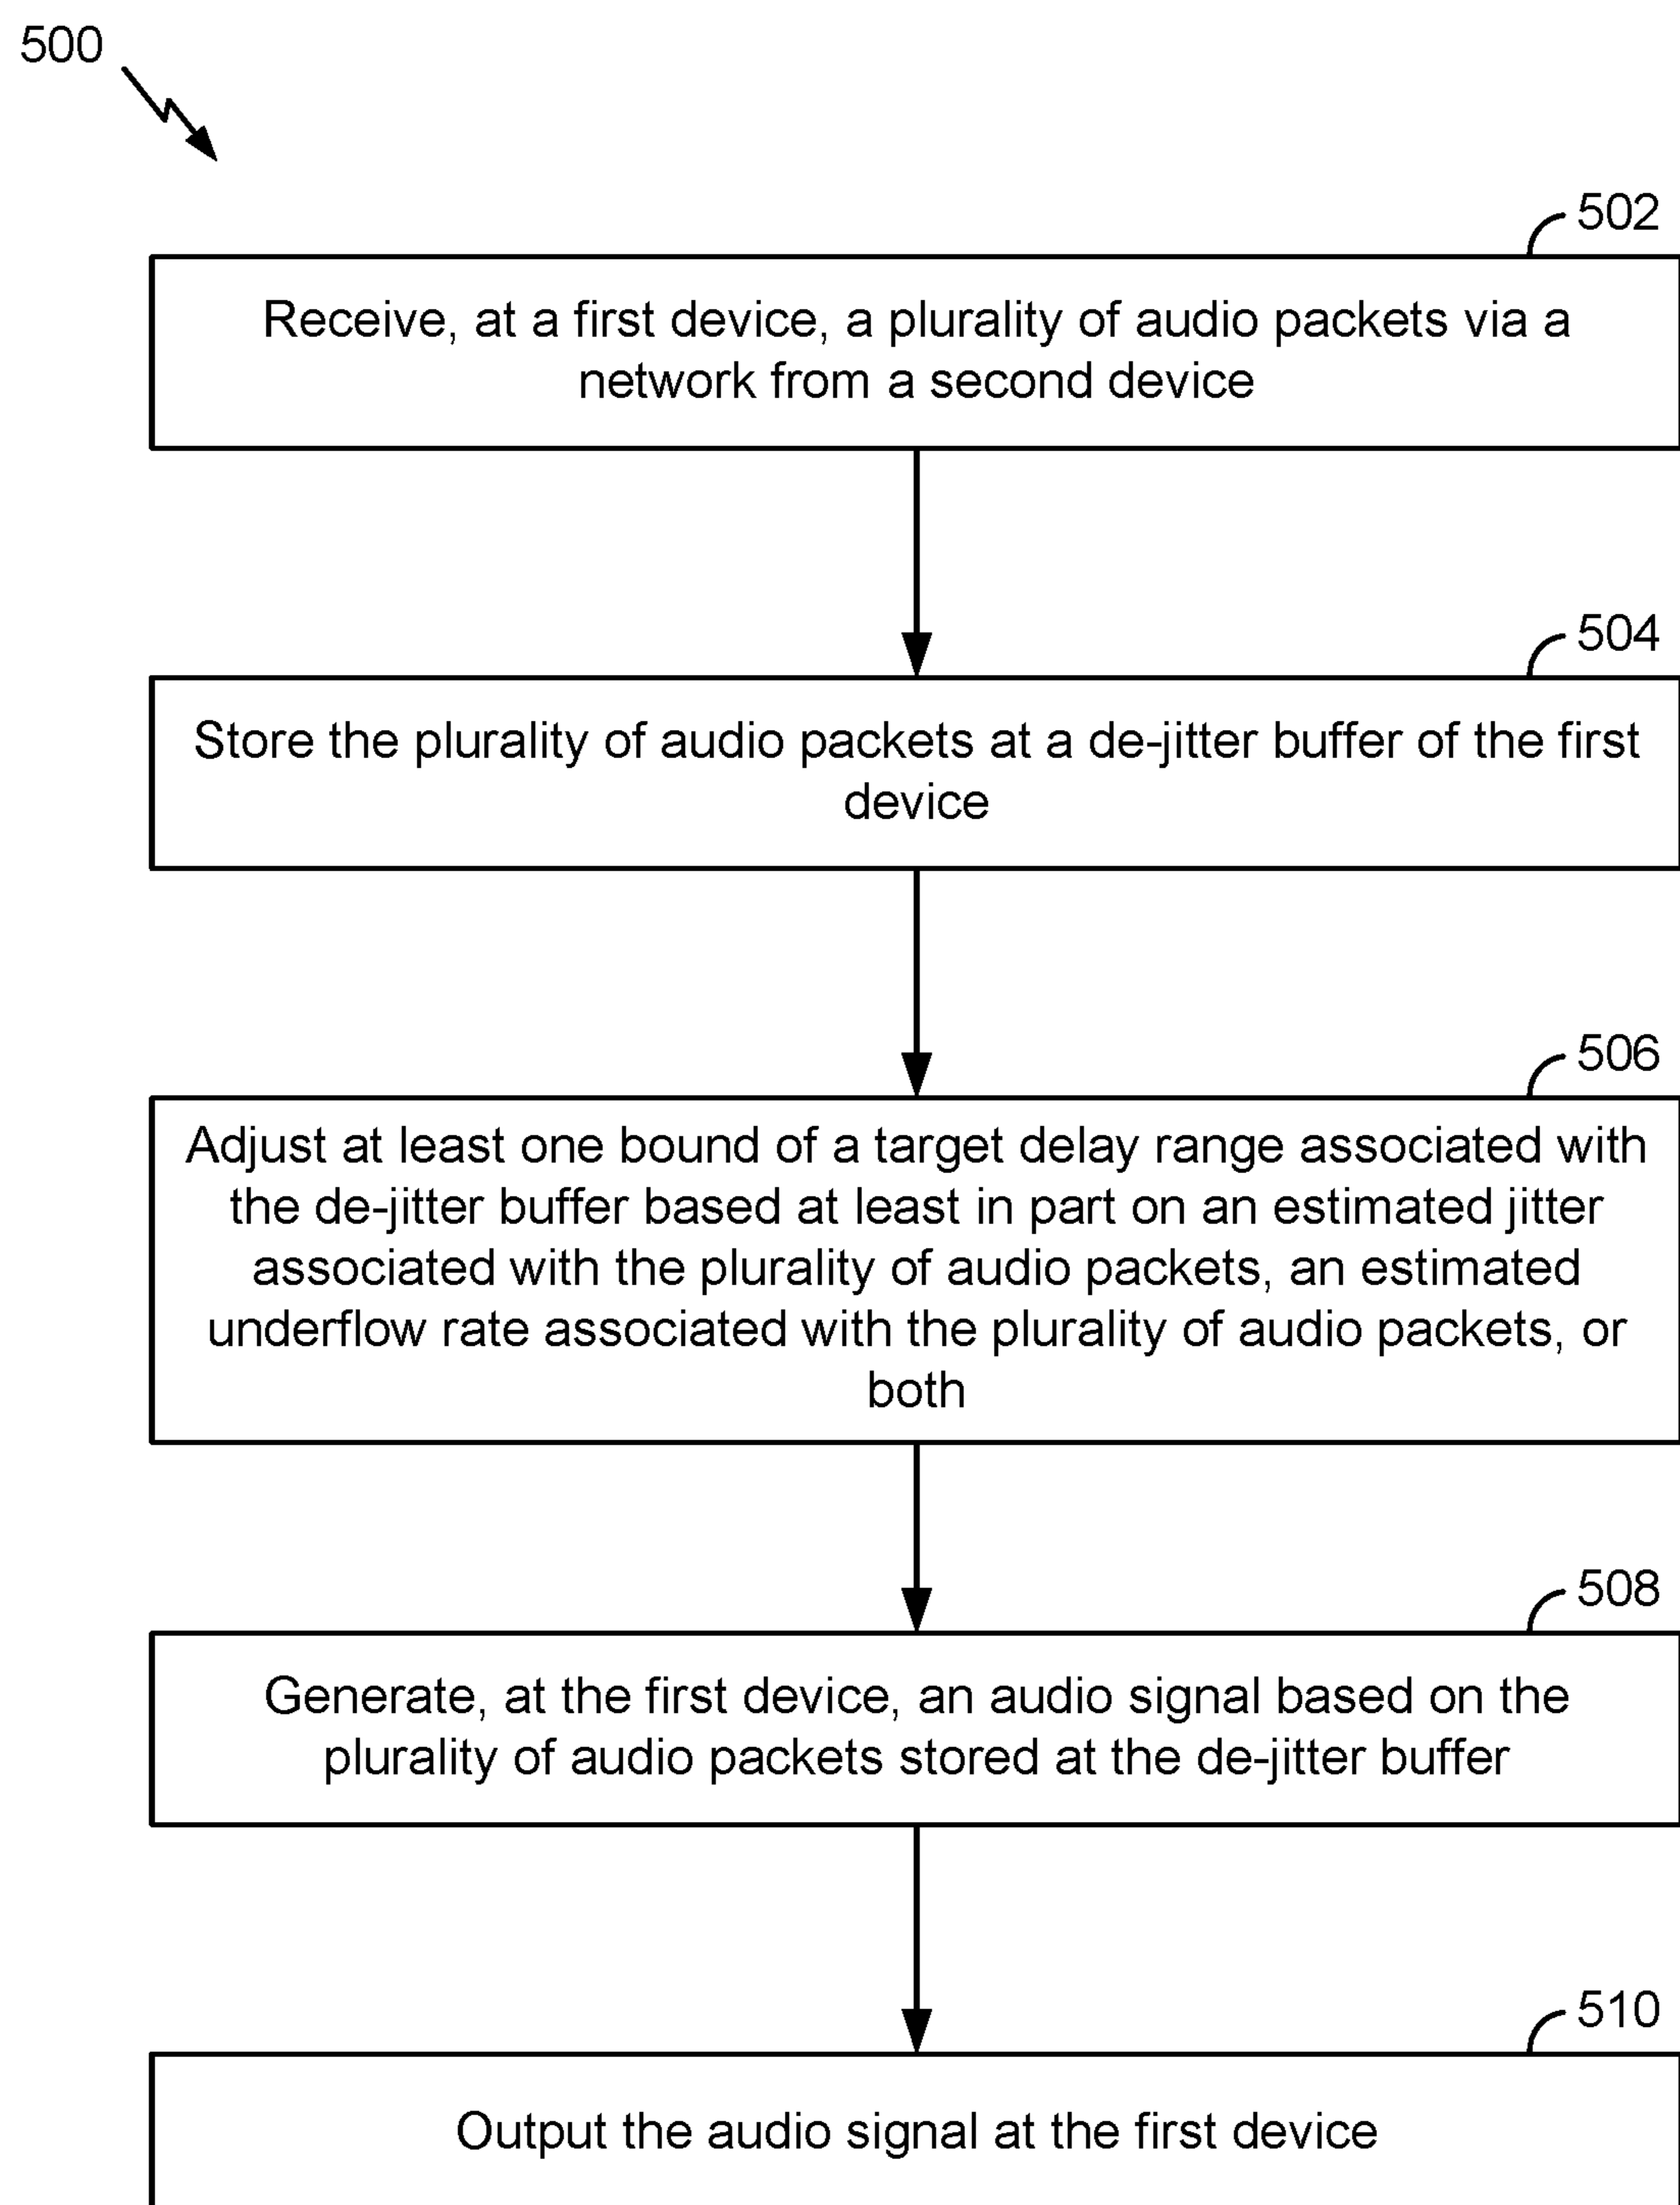 500
502
Receive, at a first device, a plurality of audio packets via a
network from a second device
504
Store the plurality of audio packets at a de-jitter buffer of the first
device
506
Adjust at least one bound of a target delay range associated with
the de-jitter buffer based at least in part on an estimated jitter
associated with the plurality of audio packets, an estimated
underflow rate associated with the plurality of audio packets, or
both
508
Generate, at the first device, an audio signal based on the
plurality of audio packets stored at the de-jitter buffer
510
Output the audio signal at the first device